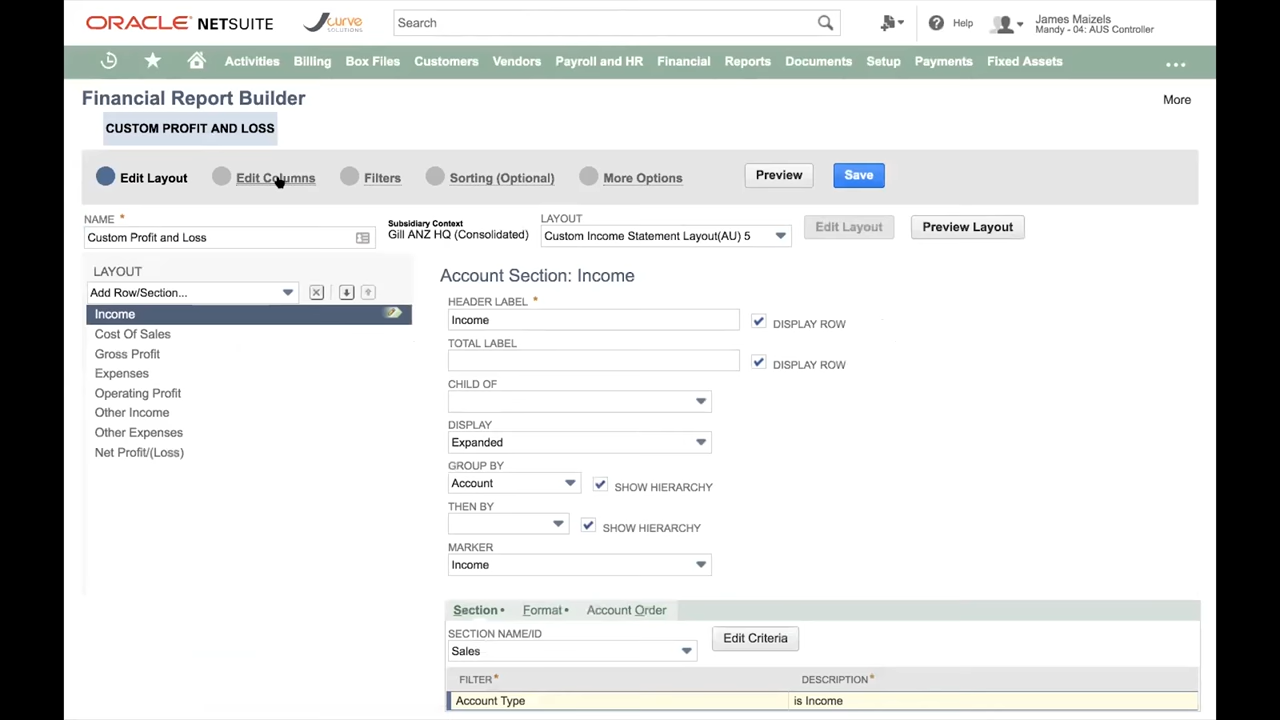 ORACLE NETSUITE
curve SOLUTIONS
Search
Help
James Maizels
Mandy - 04: AUS Controller
Activities Billing Box Files Customers Vendors Payroll and HR Financial Reports Documents Setup Payments Fixed Assets ...
Financial Report Builder
More
CUSTOM PROFIT AND LOSS
Edit Layout Edit Columns Filters Sorting (Optional) More Options Preview Save
NAME *
Custom Profit and Loss
Subsidiary Context
Gill ANZ HQ (Consolidated)
LAYOUT
Custom Income Statement Layout(AU) 5
Edit Layout
Preview Layout
LAYOUT
Add Row/Section...
Income
Cost Of Sales
Gross Profit
Expenses
Operating Profit
Other Income
Other Expenses
Net Profit/(Loss)
Account Section: Income
HEADER LABEL *
Income
DISPLAY ROW
TOTAL LABEL
DISPLAY ROW
CHILD OF
DISPLAY
Expanded
GROUP BY
Account
SHOW HIERARCHY
THEN BY
SHOW HIERARCHY
MARKER
Income
Section • Format • Account Order
SECTION NAME/ID
Sales
Edit Criteria
FILTER * DESCRIPTION *
Account Type is Income